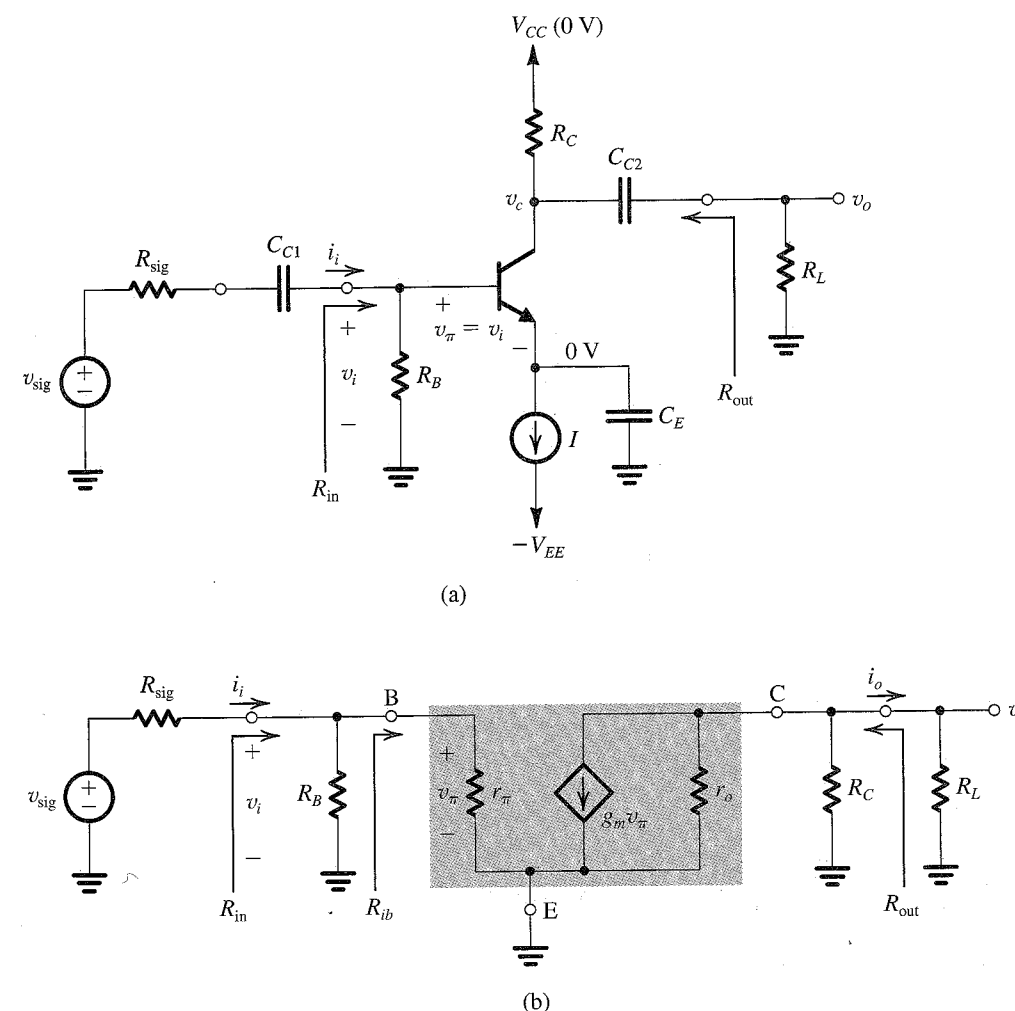 V_CC (0 V)
R_C
C_C2
v_c
v_o
R_sig
C_C1
i_i
R_L
+
+
v_π = v_i
−
0 V
v_sig
+
−
v_i
R_B
−
R_out
C_E
I
R_in
−V_EE
(a)
R_sig
i_i
B
C
i_o
+
+
v_sig
+
−
v_i
R_B
v_π
r_π
g_m v_π
r_o
R_C
R_L
−
−
R_in
R_ib
E
R_out
(b)